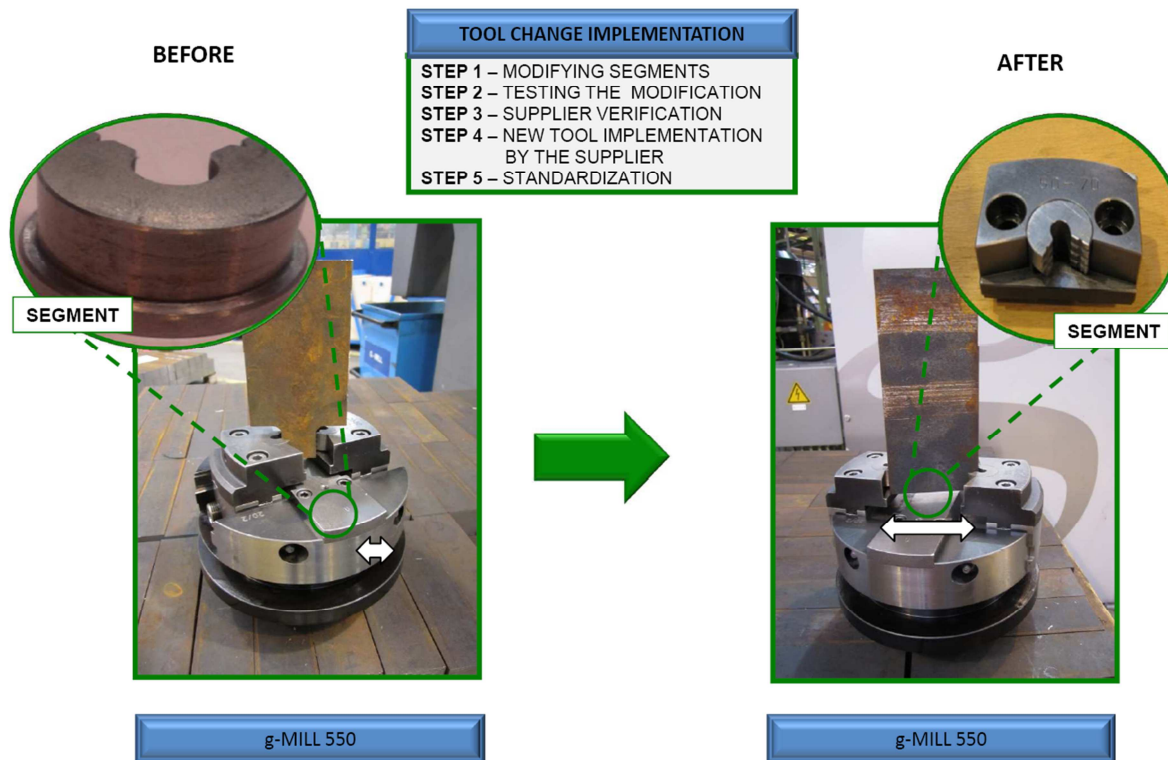 TOOL CHANGE IMPLEMENTATION
BEFORE
AFTER
STEP 1 – MODIFYING SEGMENTS
STEP 2 – TESTING THE MODIFICATION
STEP 3 – SUPPLIER VERIFICATION
STEP 4 – NEW TOOL IMPLEMENTATION
BY THE SUPPLIER
STEP 5 – STANDARDIZATION
SEGMENT
SEGMENT
g-MILL 550
g-MILL 550